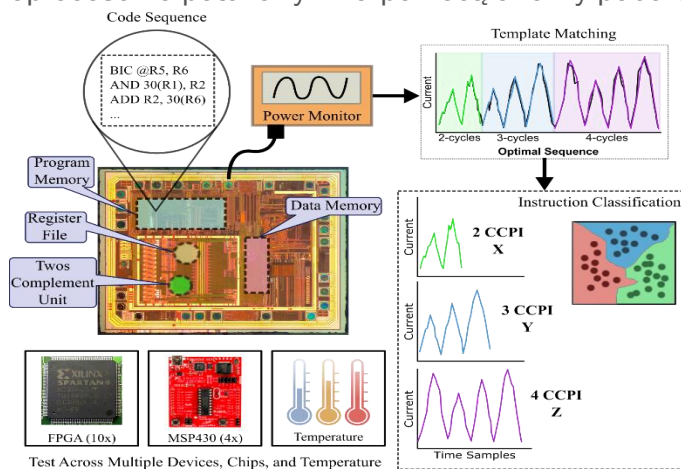 Code Sequence
BIC @R5, R6
AND 30(R1), R2
ADD R2, 30(R6)
...
Power Monitor
Template Matching
Current
2-cycles
3-cycles
4-cycles
Optimal Sequence
Program
Memory
Register
File
Twos
Complement
Unit
Data Memory
Instruction Classification
Current
2 CCPI
X
Current
3 CCPI
Y
Current
4 CCPI
Z
Time Samples
XILINX
SPARTAN
FPGA (10x)
MSP430 (4x)
Temperature
Test Across Multiple Devices, Chips, and Temperature